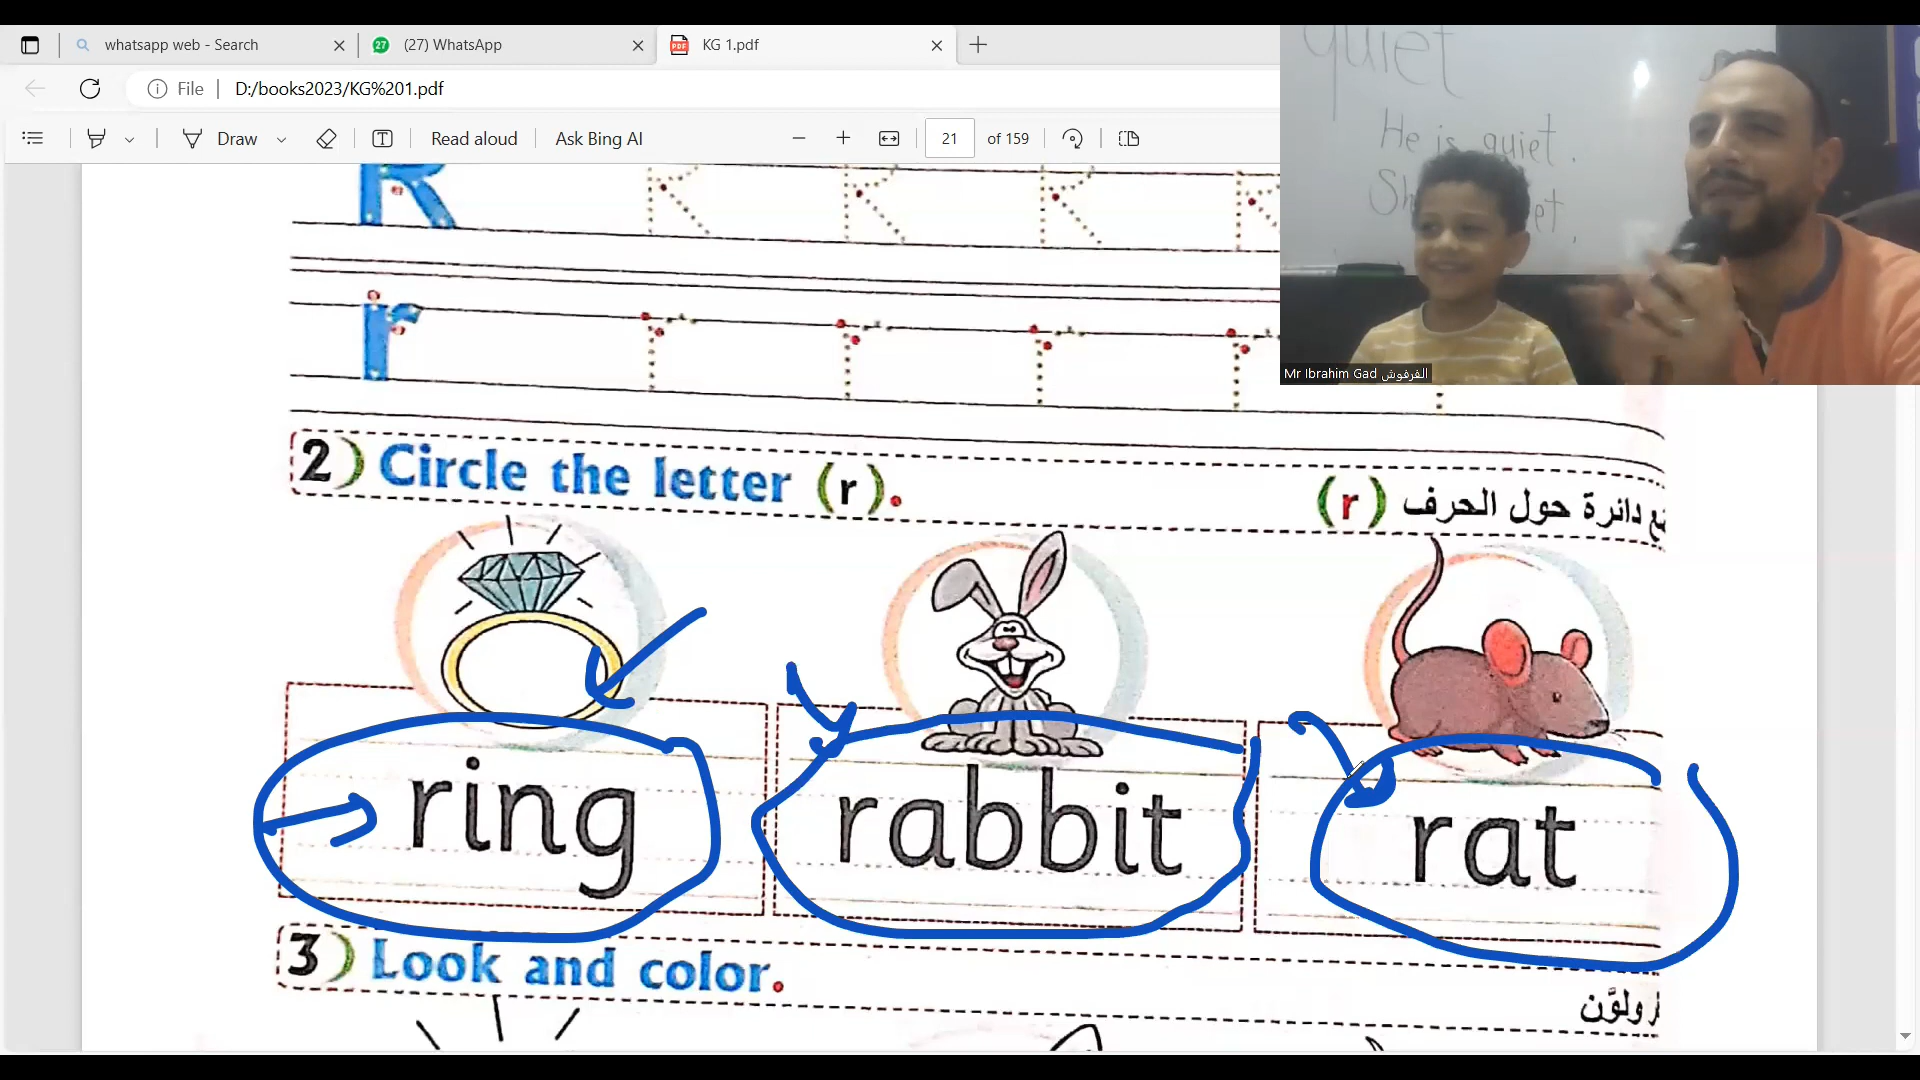 whatsapp web - Search
(27) WhatsApp
KG 1.pdf
File
D:/books2023/KG%201.pdf
Draw
Read aloud
Ask Bing AI
21 of 159
quiet
He is quiet.
Mr Ibrahim Gad الفرفوش
R R R R R
r r r r r
2) Circle the letter (r).
دائرة حول الحرف (r)
ring
rabbit
rat
3) Look and color.